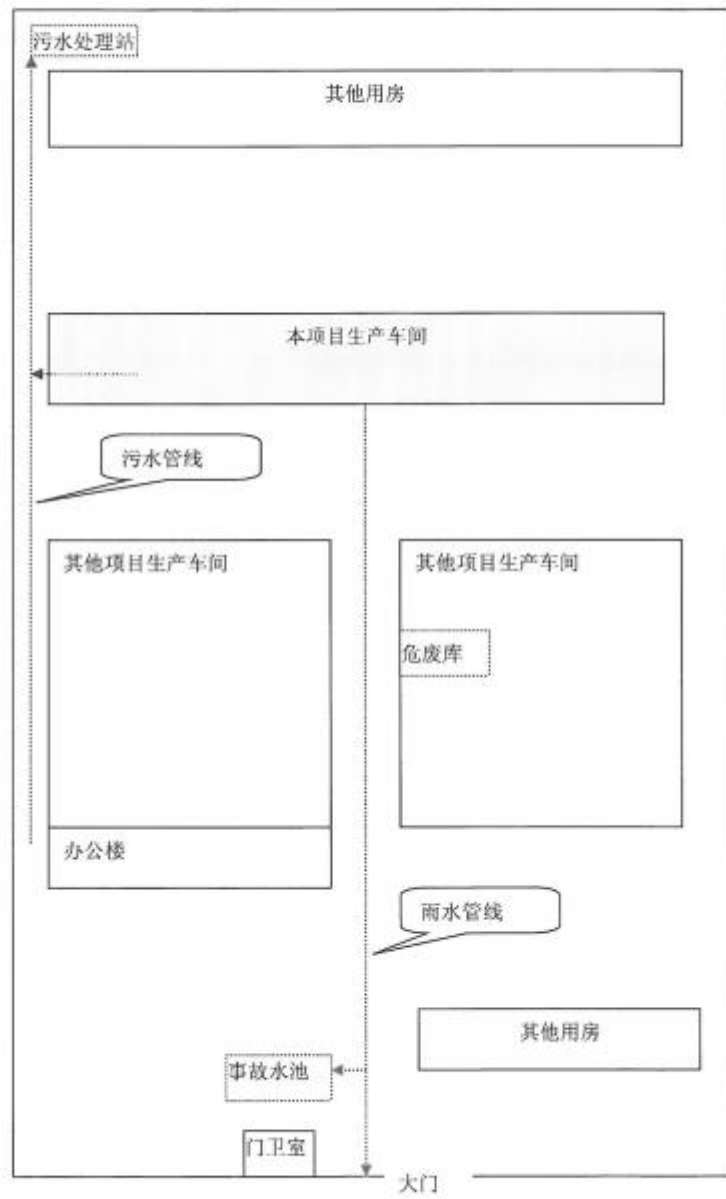 污水处理站
其他用房
本项目生产车间
污水管线
其他项目生产车间
其他项目生产车间
危废库
办公楼
雨水管线
其他用房
事故水池
门卫室
大门